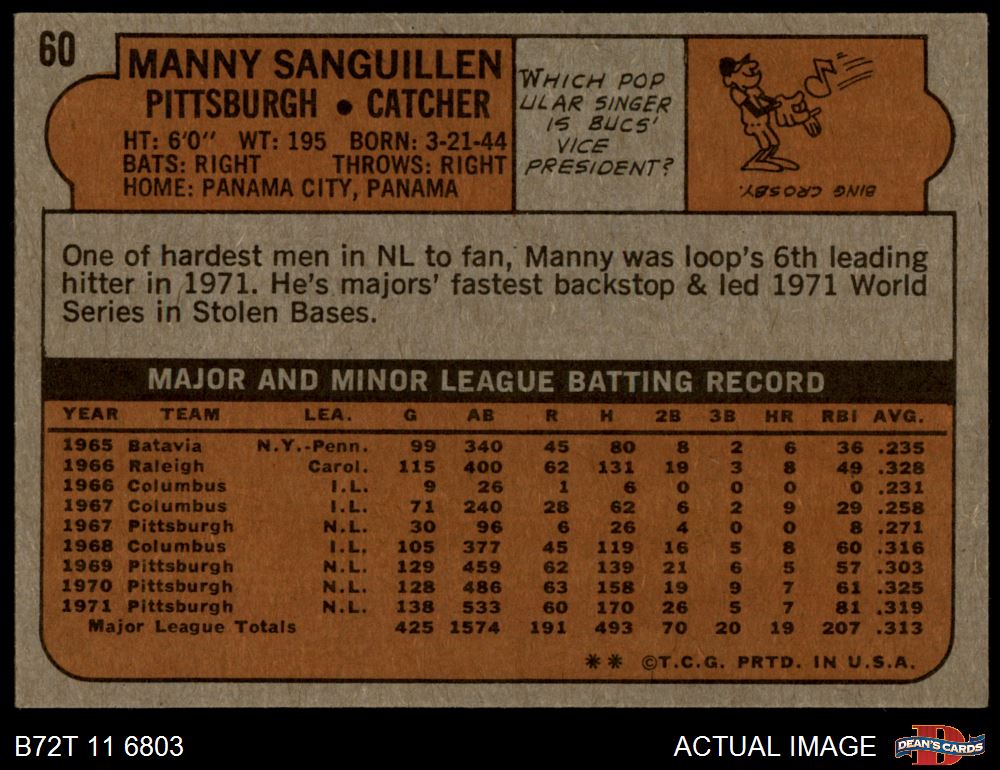 60
MANNY SANGUILLEN
PITTSBURGH • CATCHER
HT: 6'0" WT: 195 BORN: 3-21-44
BATS: RIGHT THROWS: RIGHT
HOME: PANAMA CITY, PANAMA
WHICH POP
ULAR SINGER
IS BUCS'
VICE
PRESIDENT?
BING CROSBY.
One of hardest men in NL to fan, Manny was loop's 6th leading
hitter in 1971. He's majors' fastest backstop & led 1971 World
Series in Stolen Bases.
MAJOR AND MINOR LEAGUE BATTING RECORD
YEAR TEAM LEA. G AB R H 2B 3B HR RBI AVG.
1965 Batavia N.Y.-Penn. 99 340 45 80 8 2 6 36 .235
1966 Raleigh Carol. 115 400 62 131 19 3 8 49 .328
1966 Columbus I.L. 9 26 1 6 0 0 0 0 .231
1967 Columbus I.L. 71 240 28 62 6 2 9 29 .258
1967 Pittsburgh N.L. 30 96 6 26 4 0 0 8 .271
1968 Columbus I.L. 105 377 45 119 16 5 8 60 .316
1969 Pittsburgh N.L. 129 459 62 139 21 6 5 57 .303
1970 Pittsburgh N.L. 128 486 63 158 19 9 7 61 .325
1971 Pittsburgh N.L. 138 533 60 170 26 5 7 81 .319
Major League Totals 425 1574 191 493 70 20 19 207 .313
** ©T.C.G. PRTD. IN U.S.A.
B72T 11 6803
ACTUAL IMAGE
D
DEAN'S CARDS